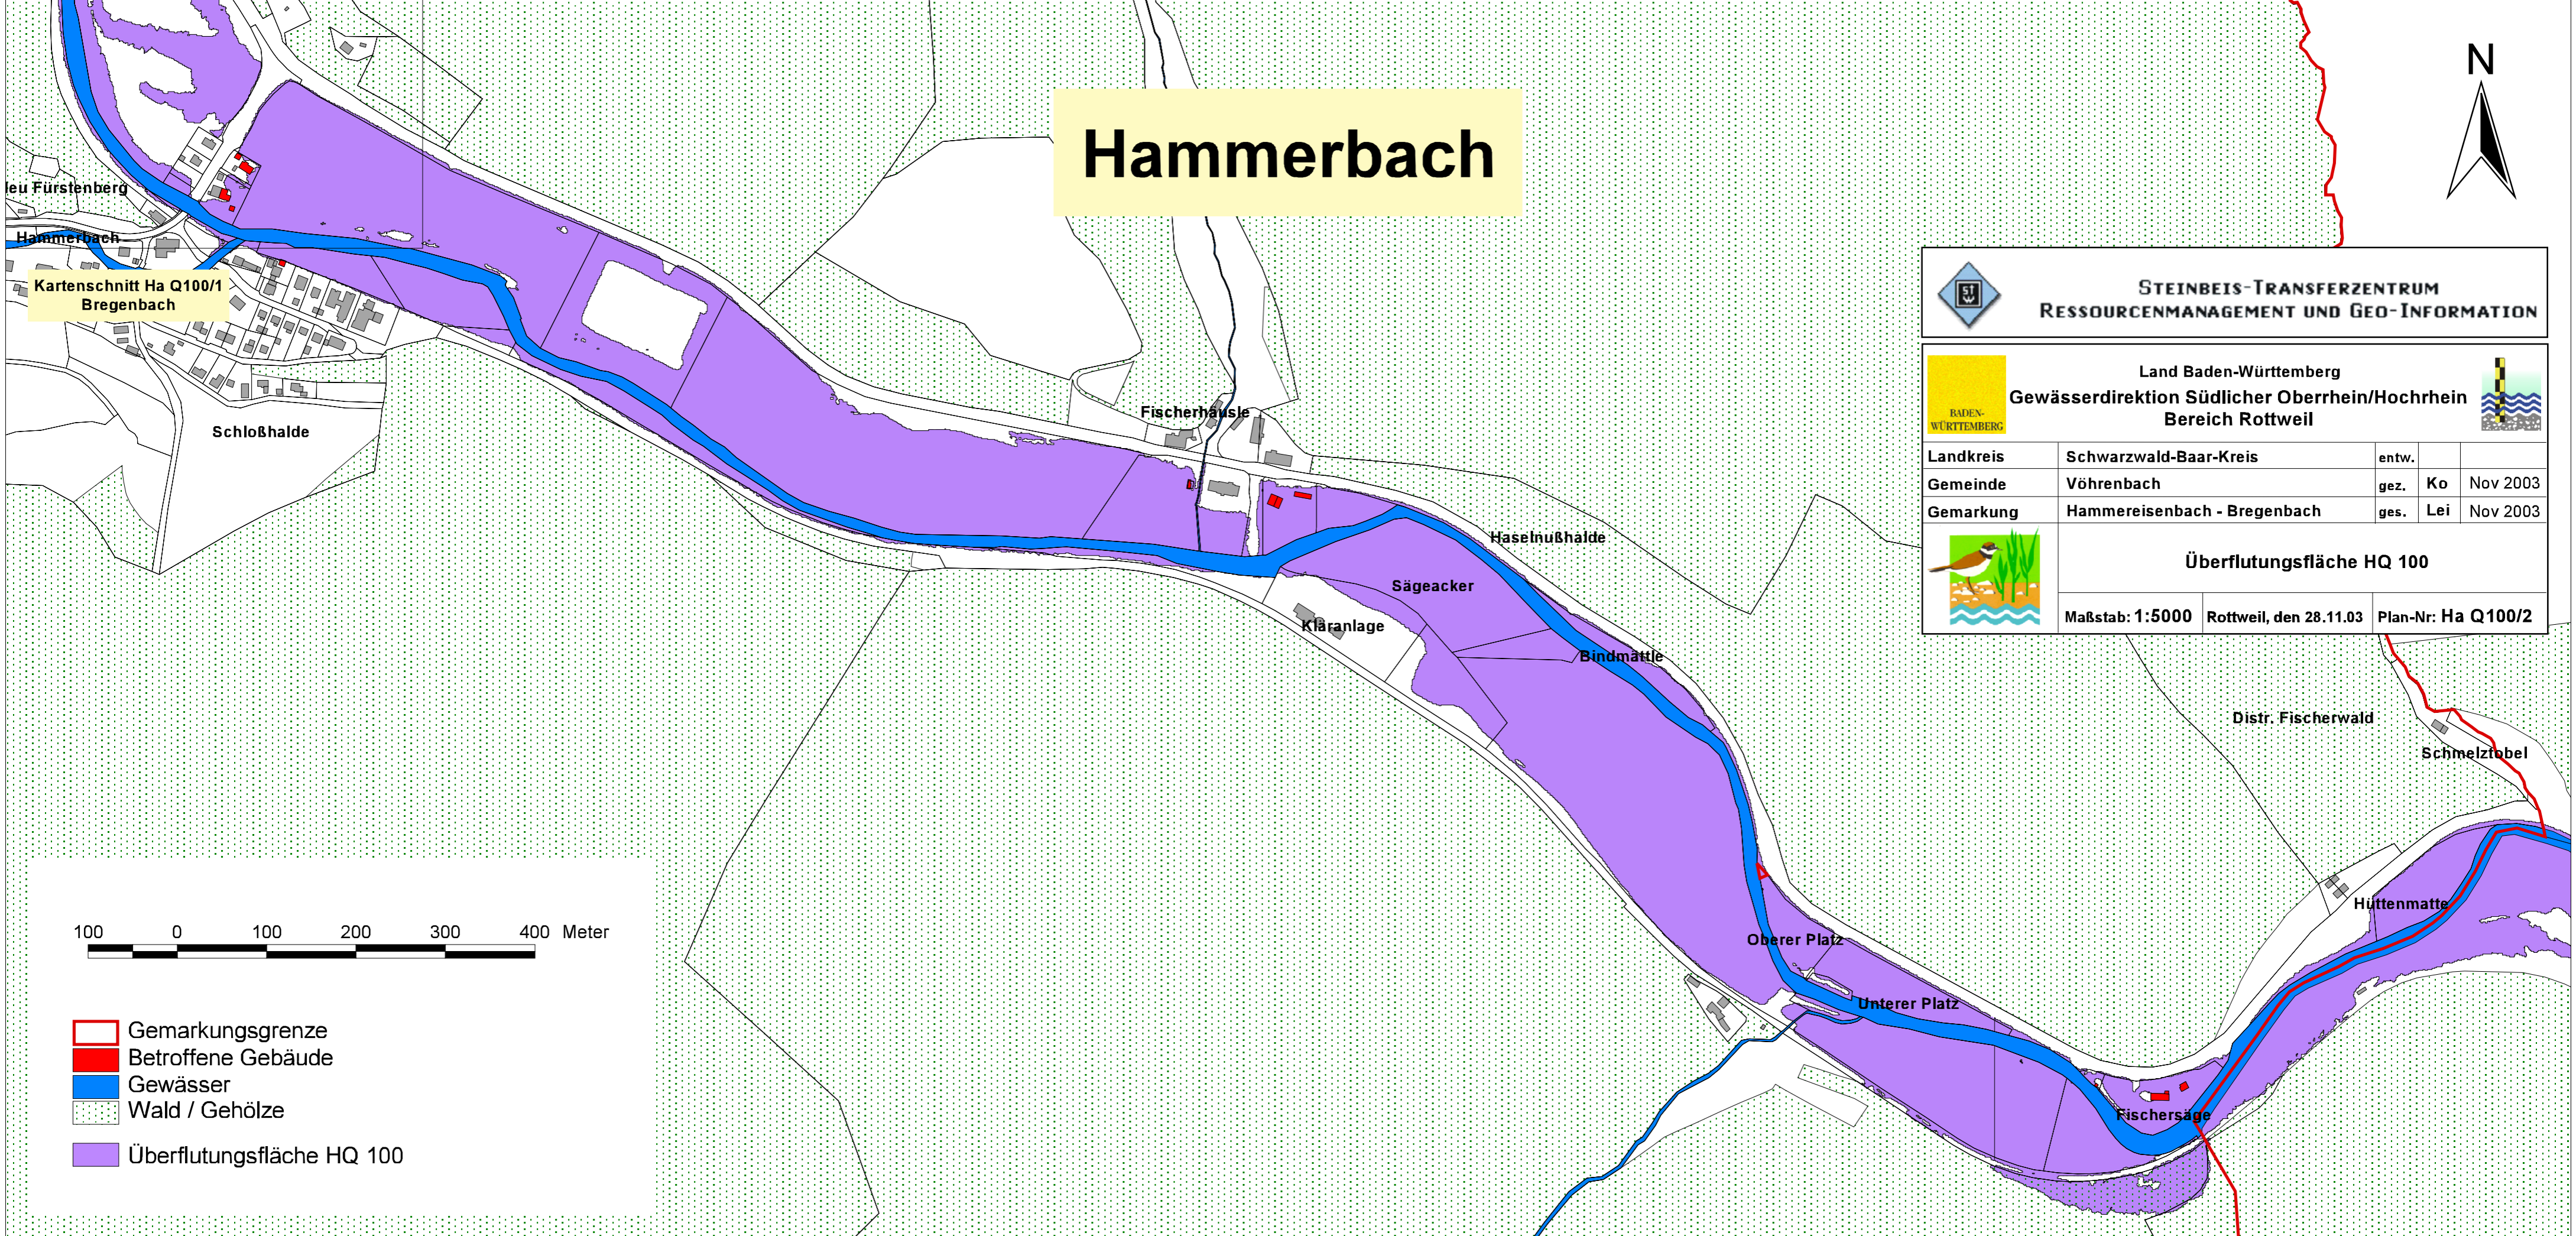 Hammerbach
N
leu Fürstenberg
Hammerbach
Kartenschnitt Ha Q100/1
Bregenbach
Schloßhalde
Fischerhäusle
Haselnußhalde
Sägeacker
Kläranlage
Bindmättle
Oberer Platz
Unterer Platz
Fischersäge
Hüttenmatte
Distr. Fischerwald
Schmelztobel
STEINBEIS-TRANSFERZENTRUM
RESSOURCENMANAGEMENT UND GEO-INFORMATION
StW
BADEN-
WÜRTTEMBERG
Land Baden-Württemberg
Gewässerdirektion Südlicher Oberrhein/Hochrhein
Bereich Rottweil
Landkreis Schwarzwald-Baar-Kreis entw.
Gemeinde Vöhrenbach gez. Ko Nov 2003
Gemarkung Hammereisenbach - Bregenbach ges. Lei Nov 2003
Überflutungsfläche HQ 100
Maßstab: 1:5000 Rottweil, den 28.11.03 Plan-Nr: Ha Q100/2
100 0 100 200 300 400 Meter
Gemarkungsgrenze
Betroffene Gebäude
Gewässer
Wald / Gehölze
Überflutungsfläche HQ 100